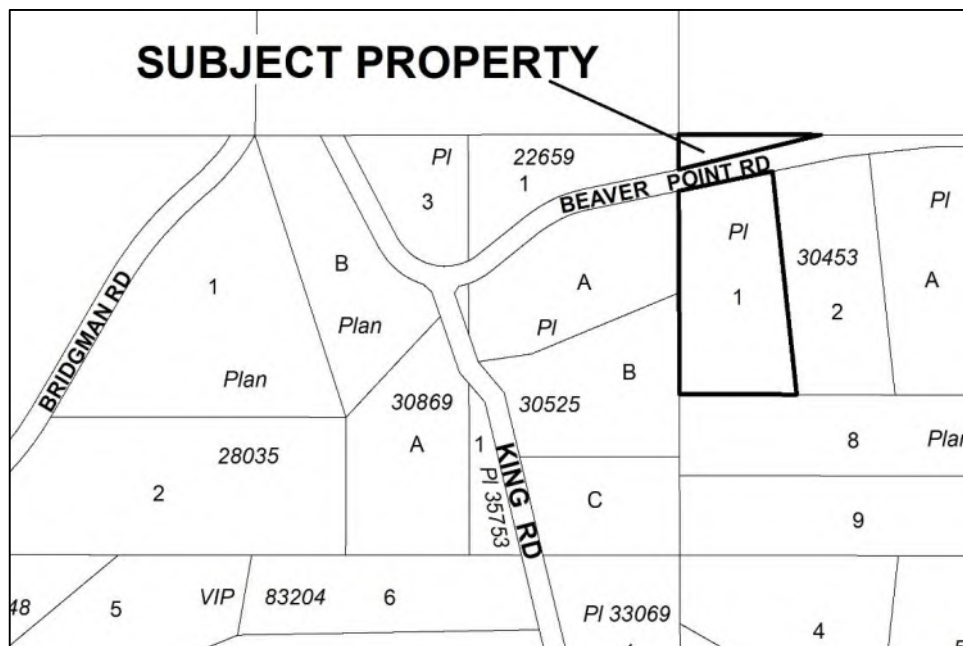 SUBJECT PROPERTY
Pl 22659
3
1
BEAVER POINT RD
Pl
Pl 30453
1
2
A
B
1
A
Plan
Pl
BRIDGMAN RD
Plan
B
30869
30525
A
1
Pl 35753
KING RD
28035
2
C
8
Plan
9
48
5
VIP 83204
6
Pl 33069
4